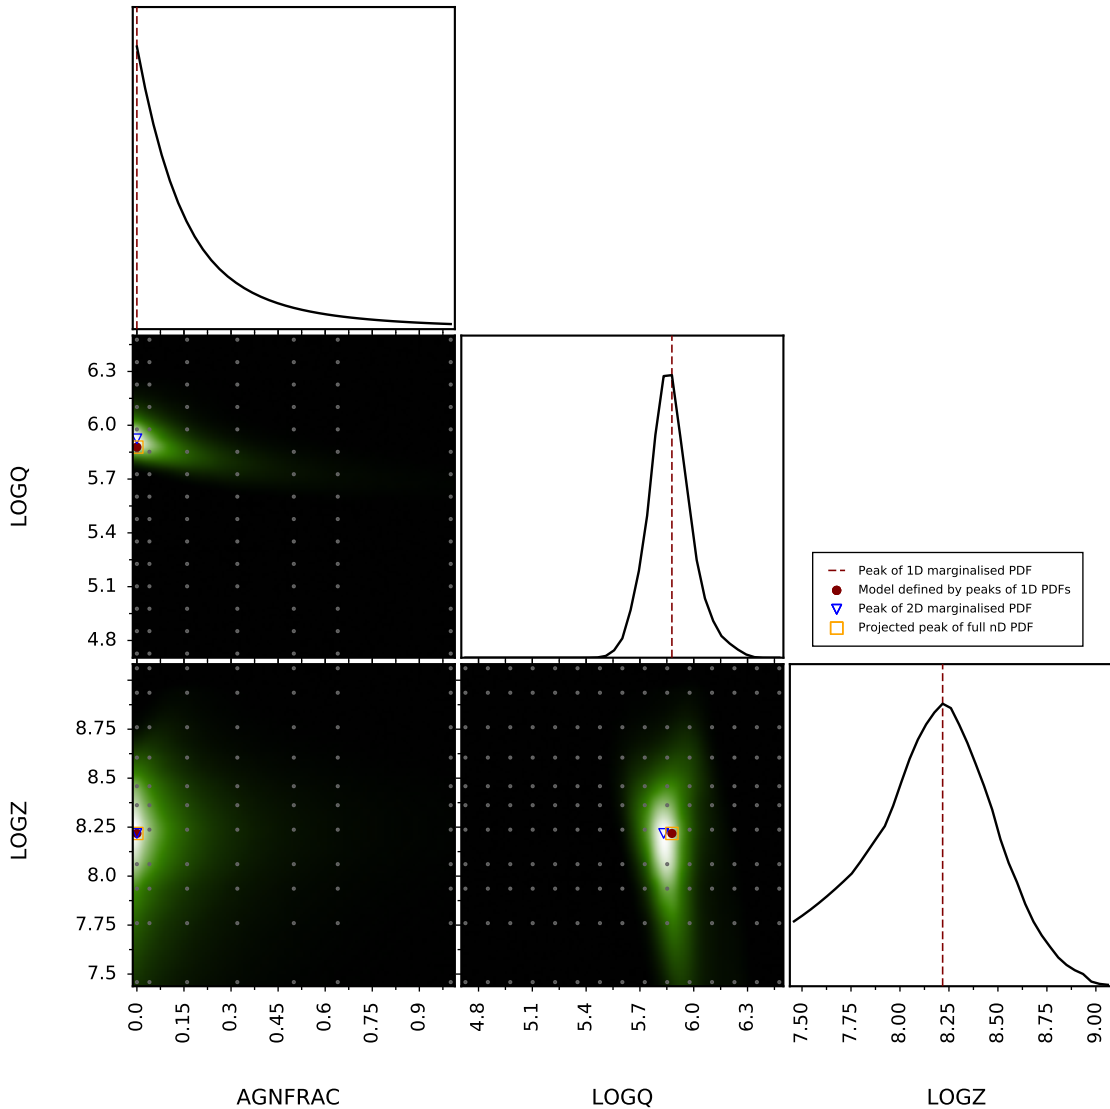 6.3
6.0
5.7
5.4
5.1
4.8
LOGQ
Peak of 1D marginalised PDF
Model defined by peaks of 1D PDFs
Peak of 2D marginalised PDF
Projected peak of full nD PDF
8.75
8.5
8.25
8.0
7.75
7.5
LOGZ
0.0 0.15 0.3 0.45 0.6 0.75 0.9
4.8 5.1 5.4 5.7 6.0 6.3
7.50 7.75 8.00 8.25 8.50 8.75 9.00
AGNFRAC LOGQ LOGZ